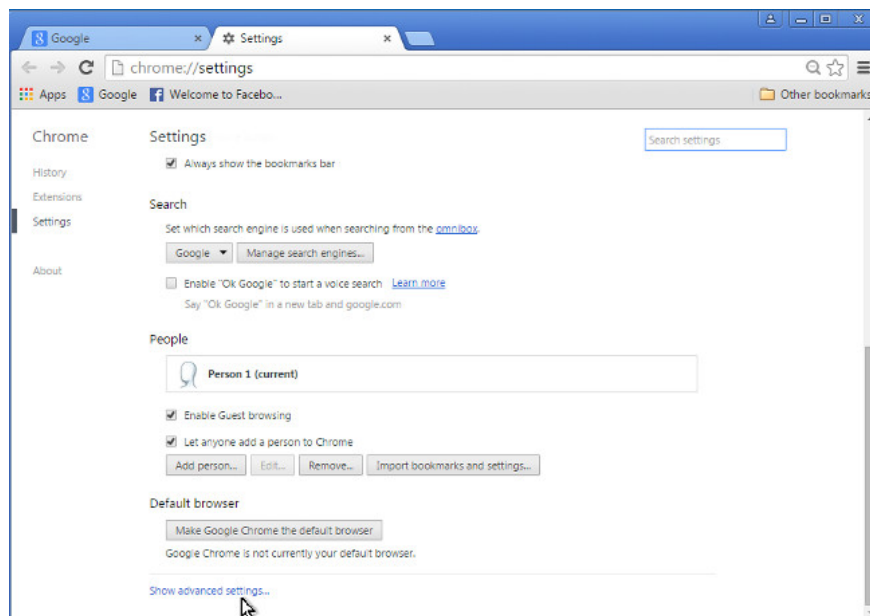 Google
Settings
chrome://settings
Apps Google Welcome to Facebo... Other bookmarks
Chrome
History
Extensions
Settings
About
Settings
Search settings
Always show the bookmarks bar
Search
Set which search engine is used when searching from the omnibox.
Google Manage search engines...
Enable "Ok Google" to start a voice search Learn more
Say "Ok Google" in a new tab and google.com
People
Person 1 (current)
Enable Guest browsing
Let anyone add a person to Chrome
Add person... Edit... Remove... Import bookmarks and settings...
Default browser
Make Google Chrome the default browser
Google Chrome is not currently your default browser.
Show advanced settings...